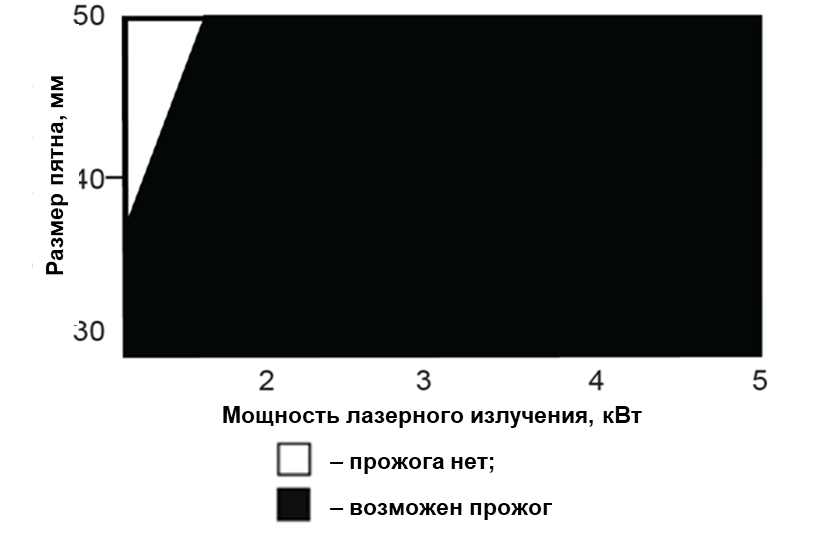 50
Размер пятна, мм
40
30
2 3 4 5
Мощность лазерного излучения, кВт
– прожога нет;
– возможен прожог